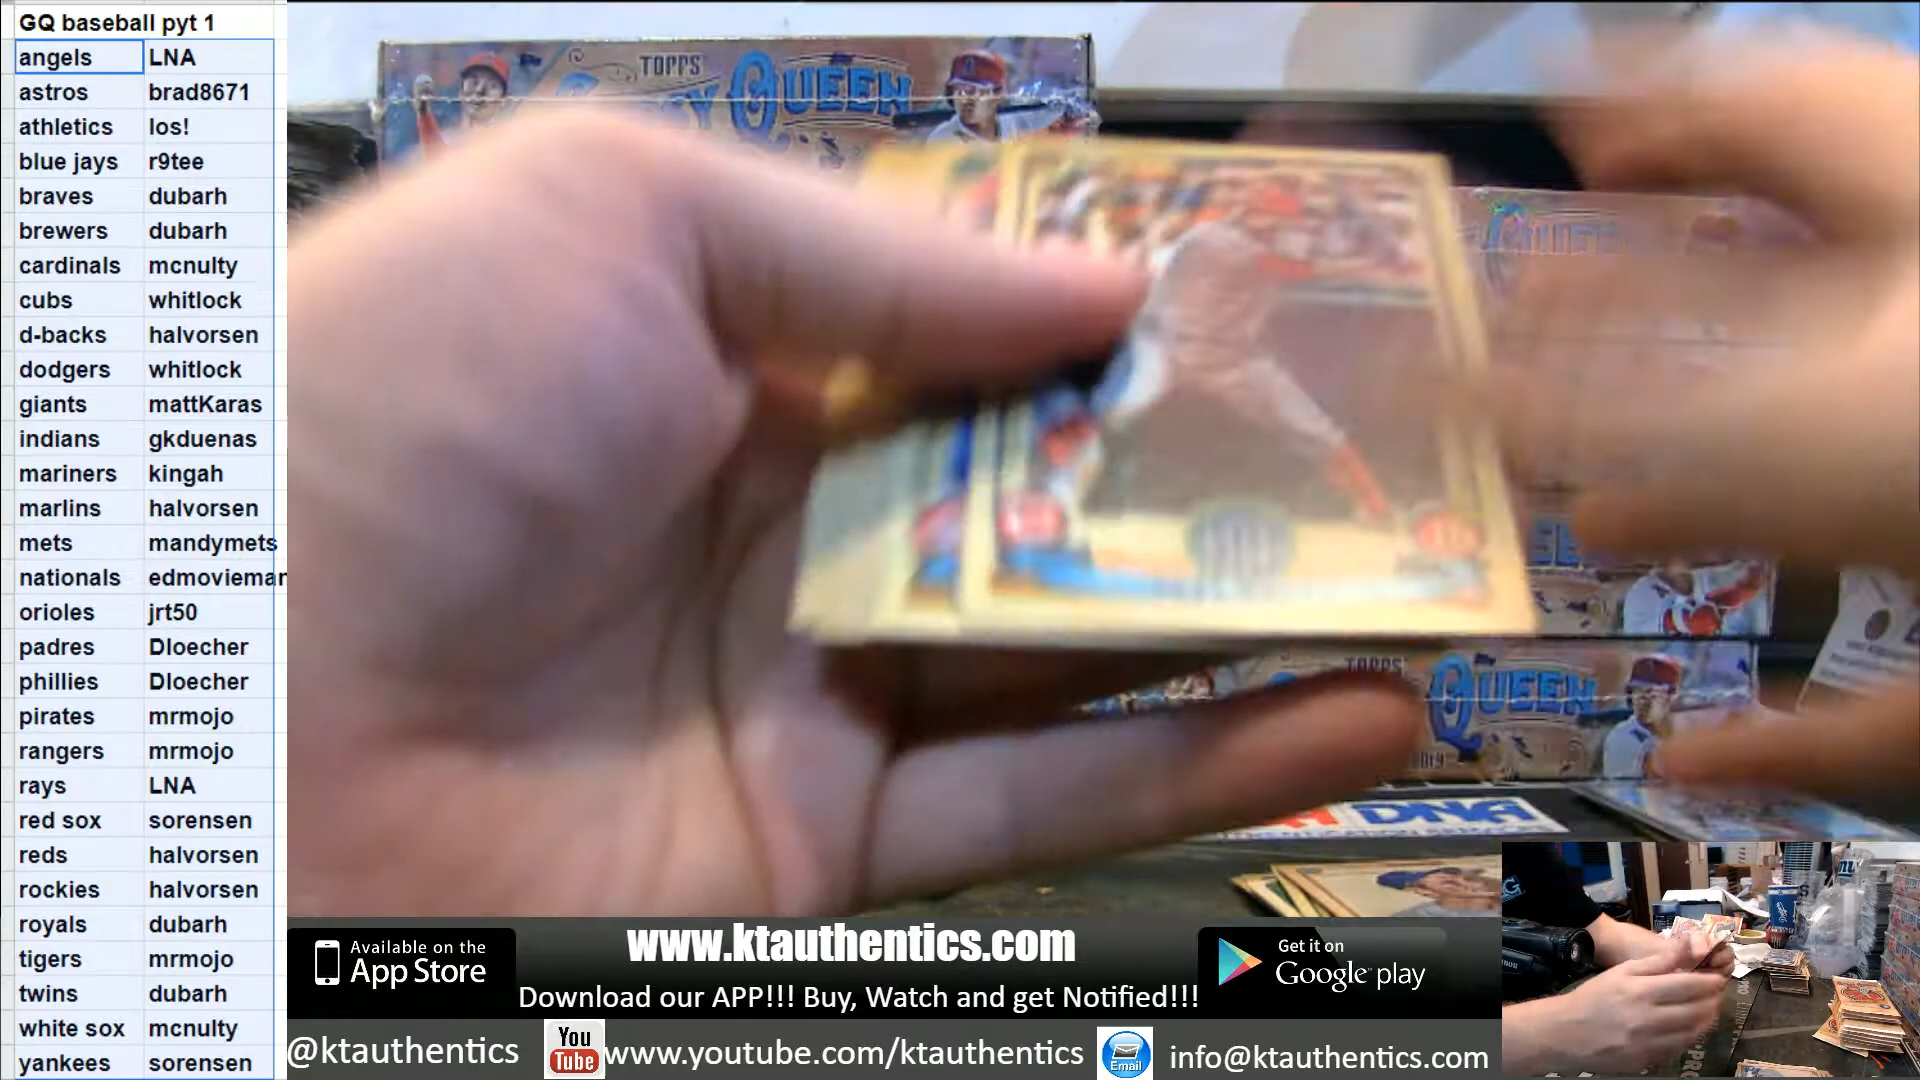 GQ baseball pyt 1
angels LNA
astros brad8671
athletics los!
blue jays r9tee
braves dubarh
brewers dubarh
cardinals mcnulty
cubs whitlock
d-backs halvorsen
dodgers whitlock
giants mattKaras
indians gkduenas
mariners kingah
marlins halvorsen
mets mandymets
nationals edmovieman
orioles jrt50
padres Dloecher
phillies Dloecher
pirates mrmojo
rangers mrmojo
rays LNA
red sox sorensen
reds halvorsen
rockies halvorsen
royals dubarh
tigers mrmojo
twins dubarh
white sox mcnulty
yankees sorensen
TOPPS
QUEEN
QUEEN
TOPPS
QUEEN
DNA
Available on the
App Store
www.ktauthentics.com
Get it on
Google play
Download our APP!!! Buy, Watch and get Notified!!!
@ktauthentics
You
Tube
www.youtube.com/ktauthentics
Email
info@ktauthentics.com